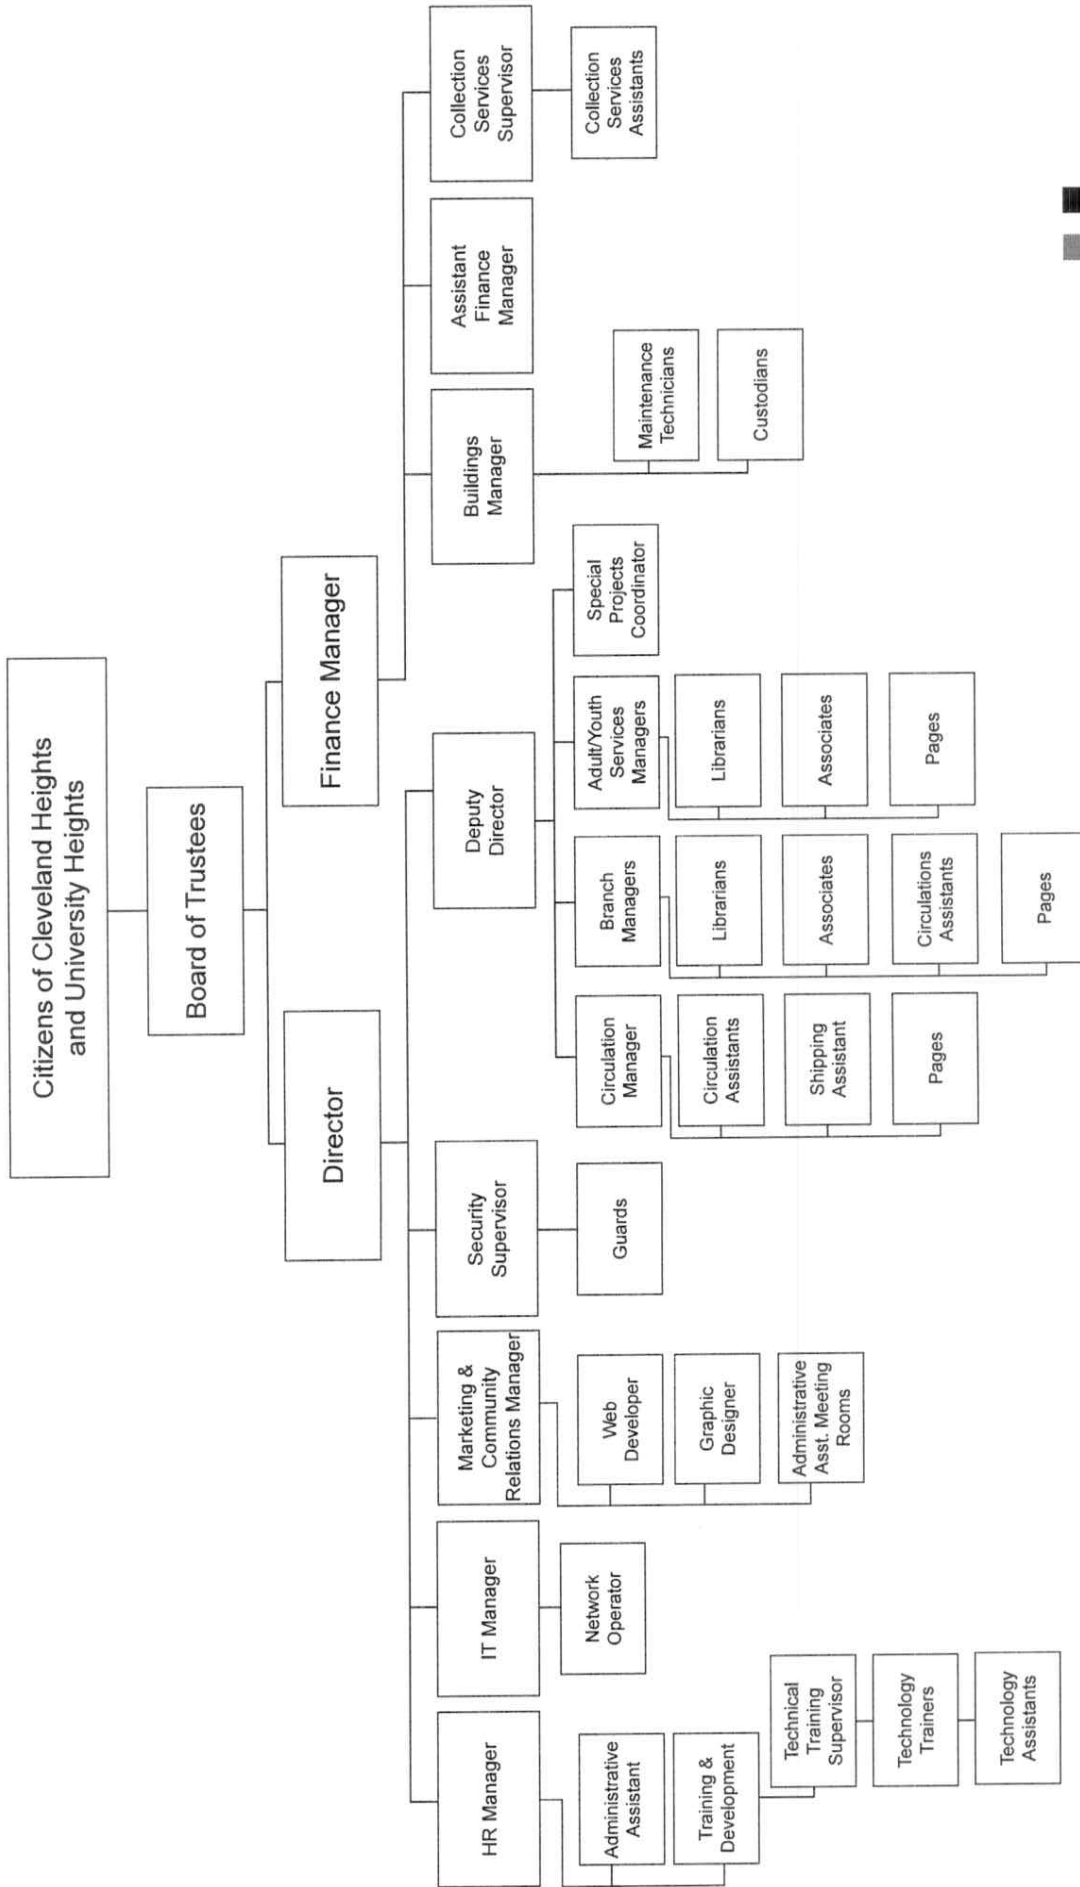 Citizens of Cleveland Heights
and University Heights
Board of Trustees
Director
Finance Manager
HR Manager
IT Manager
Marketing &
Community
Relations Manager
Security
Supervisor
Deputy
Director
Buildings
Manager
Assistant
Finance
Manager
Collection
Services
Supervisor
Administrative
Assistant
Training &
Development
Technical
Training
Supervisor
Technology
Trainers
Technology
Assistants
Network
Operator
Web
Developer
Graphic
Designer
Administrative
Asst. Meeting
Rooms
Guards
Circulation
Manager
Circulation
Assistants
Shipping
Assistant
Pages
Branch
Managers
Librarians
Associates
Circulations
Assistants
Pages
Adult/Youth
Services
Managers
Librarians
Associates
Pages
Special
Projects
Coordinator
Maintenance
Technicians
Custodians
Collection
Services
Assistants